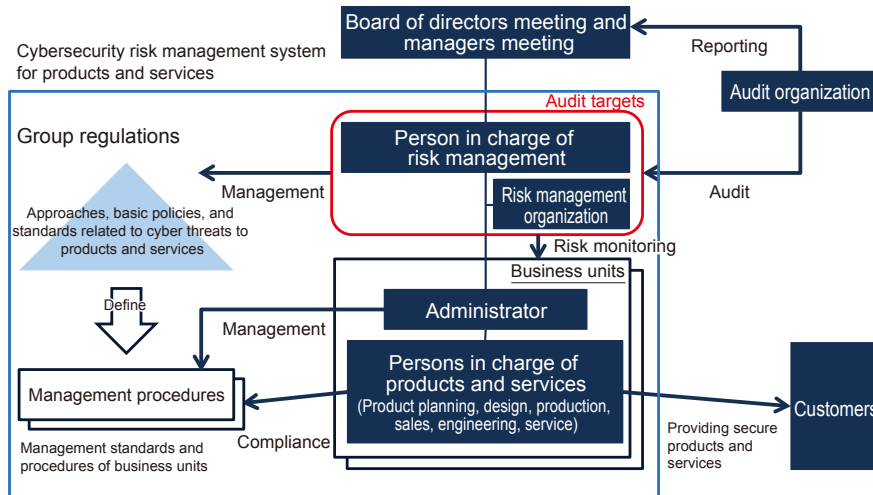 Board of directors meeting and
managers meeting
Reporting
Cybersecurity risk management system
for products and services
Audit organization
Audit targets
Group regulations
Person in charge of
risk management
Management
Audit
Risk management
organization
Approaches, basic policies, and
standards related to cyber threats to
products and services
Risk monitoring
Business units
Define
Administrator
Management
Persons in charge of
products and services
(Product planning, design, production,
sales, engineering, service)
Management procedures
Customers
Compliance
Management standards and
procedures of business units
Providing secure
products and
services